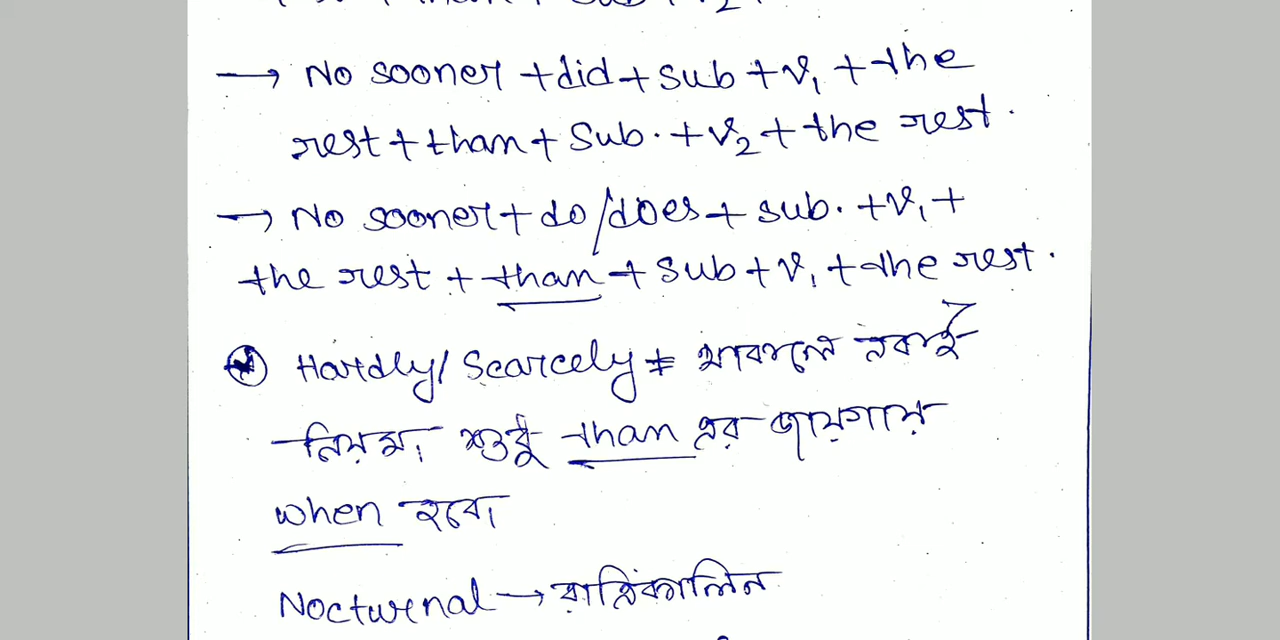 → No sooner + did + sub + V₁ + the
rest + than + Sub. + V₂ + the rest.
→ No sooner + do/does + sub. + V₁ +
the rest + than + sub + V₁ + the rest.
Hardly/Scarcely থাকলে একই
নিয়ম। শুধু than এর জায়গায়
when হবে।
Nocturnal → রাত্রিকালিন